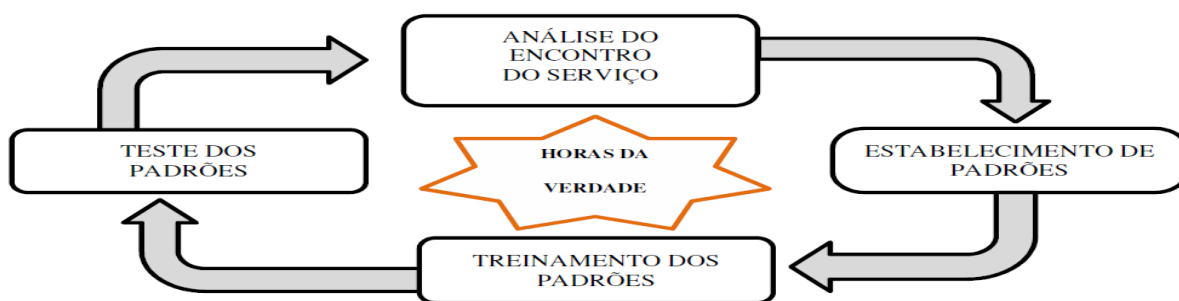 ANÁLISE DO
ENCONTRO
DO SERVIÇO
TESTE DOS
PADRÕES
HORAS DA
VERDADE
ESTABELECIMENTO DE
PADRÕES
TREINAMENTO DOS
PADRÕES